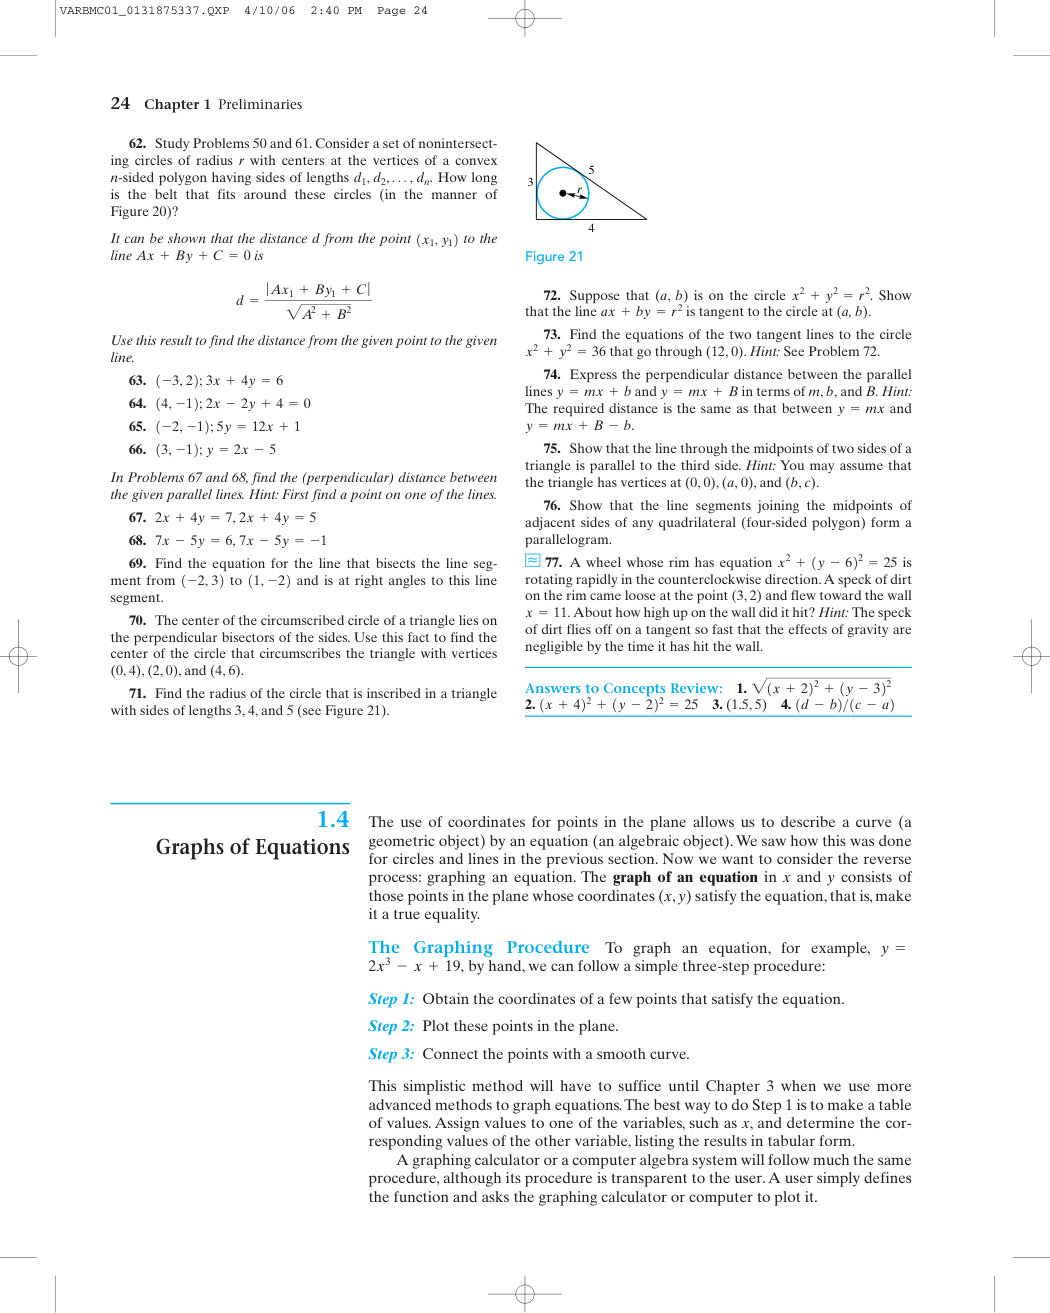 VARBMC01_0131875337.QXP 4/10/06 2:40 PM Page 24
24 Chapter 1 Preliminaries
62. Study Problems 50 and 61. Consider a set of nonintersect-
ing circles of radius r with centers at the vertices of a convex
n-sided polygon having sides of lengths d₁, d₂, . . . , dₙ. How long
is the belt that fits around these circles (in the manner of
Figure 20)?
It can be shown that the distance d from the point (x₁, y₁) to the
line Ax + By + C = 0 is
d = |Ax₁ + By₁ + C| / √(A² + B²)
Use this result to find the distance from the given point to the given
line.
63. (−3, 2); 3x + 4y = 6
64. (4, −1); 2x − 2y + 4 = 0
65. (−2, −1); 5y = 12x + 1
66. (3, −1); y = 2x − 5
In Problems 67 and 68, find the (perpendicular) distance between
the given parallel lines. Hint: First find a point on one of the lines.
67. 2x + 4y = 7, 2x + 4y = 5
68. 7x − 5y = 6, 7x − 5y = −1
69. Find the equation for the line that bisects the line seg-
ment from (−2, 3) to (1, −2) and is at right angles to this line
segment.
70. The center of the circumscribed circle of a triangle lies on
the perpendicular bisectors of the sides. Use this fact to find the
center of the circle that circumscribes the triangle with vertices
(0, 4), (2, 0), and (4, 6).
71. Find the radius of the circle that is inscribed in a triangle
with sides of lengths 3, 4, and 5 (see Figure 21).
3
5
r
4
Figure 21
72. Suppose that (a, b) is on the circle x² + y² = r². Show
that the line ax + by = r² is tangent to the circle at (a, b).
73. Find the equations of the two tangent lines to the circle
x² + y² = 36 that go through (12, 0). Hint: See Problem 72.
74. Express the perpendicular distance between the parallel
lines y = mx + b and y = mx + B in terms of m, b, and B. Hint:
The required distance is the same as that between y = mx and
y = mx + B − b.
75. Show that the line through the midpoints of two sides of a
triangle is parallel to the third side. Hint: You may assume that
the triangle has vertices at (0, 0), (a, 0), and (b, c).
76. Show that the line segments joining the midpoints of
adjacent sides of any quadrilateral (four-sided polygon) form a
parallelogram.
≈ 77. A wheel whose rim has equation x² + (y − 6)² = 25 is
rotating rapidly in the counterclockwise direction. A speck of dirt
on the rim came loose at the point (3, 2) and flew toward the wall
x = 11. About how high up on the wall did it hit? Hint: The speck
of dirt flies off on a tangent so fast that the effects of gravity are
negligible by the time it has hit the wall.
Answers to Concepts Review: 1. √((x + 2)² + (y − 3)²)
2. (x + 4)² + (y − 2)² = 25 3. (1.5, 5) 4. (d − b)/(c − a)
1.4
Graphs of Equations
The use of coordinates for points in the plane allows us to describe a curve (a
geometric object) by an equation (an algebraic object). We saw how this was done
for circles and lines in the previous section. Now we want to consider the reverse
process: graphing an equation. The graph of an equation in x and y consists of
those points in the plane whose coordinates (x, y) satisfy the equation, that is, make
it a true equality.
The Graphing Procedure To graph an equation, for example, y =
2x³ − x + 19, by hand, we can follow a simple three-step procedure:
Step 1: Obtain the coordinates of a few points that satisfy the equation.
Step 2: Plot these points in the plane.
Step 3: Connect the points with a smooth curve.
This simplistic method will have to suffice until Chapter 3 when we use more
advanced methods to graph equations. The best way to do Step 1 is to make a table
of values. Assign values to one of the variables, such as x, and determine the cor-
responding values of the other variable, listing the results in tabular form.
A graphing calculator or a computer algebra system will follow much the same
procedure, although its procedure is transparent to the user. A user simply defines
the function and asks the graphing calculator or computer to plot it.